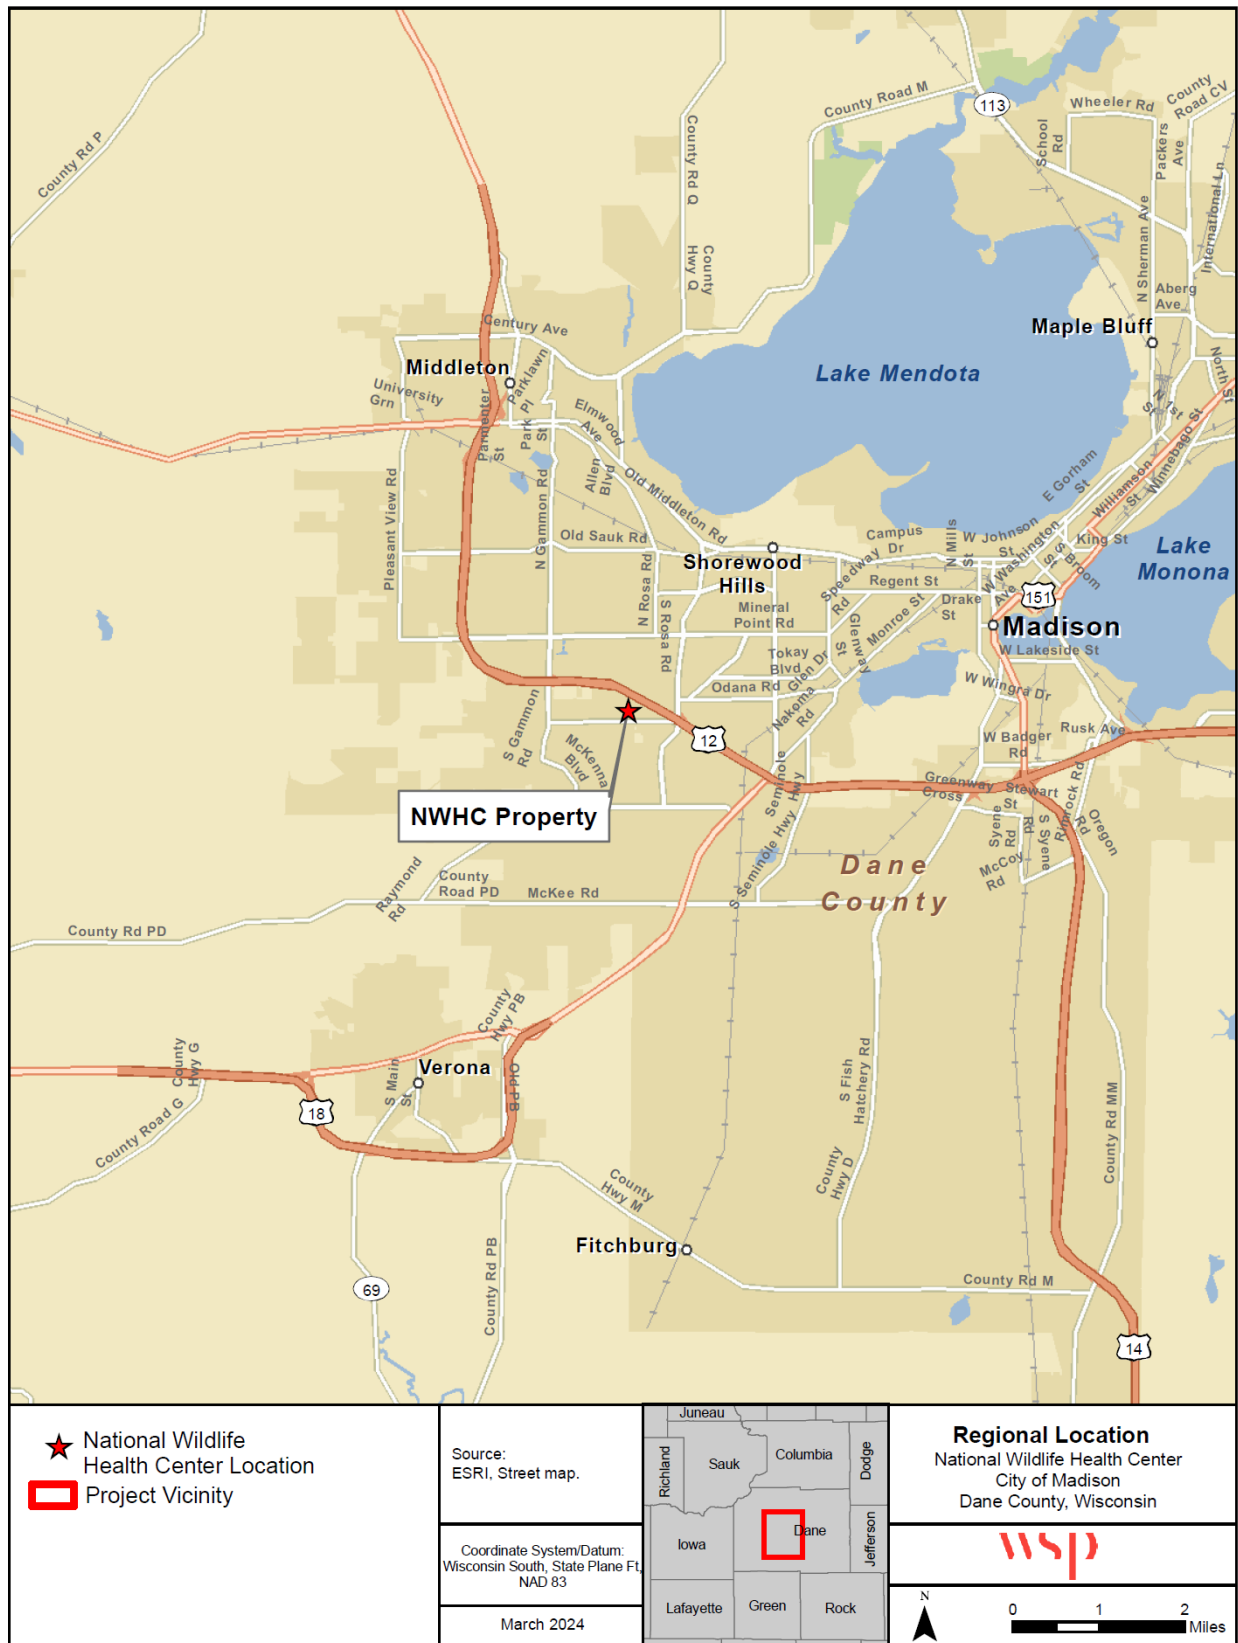 County Road M
113
Wheeler Rd
County
Road CV
School
Rd
Packers
Ave
County Rd P
County Rd Q
County
Hwy Q
International Ln
N Sherman Ave
Aberg
Ave
Maple Bluff
North St
Century Ave
Middleton
Parklawn
Park Pl
St
University
Grn
Parmenter
St
Elmwood
Ave
Allen
Blvd
Lake Mendota
N 1st
St
Winnebago St
Williamson
St
E Gorham
St
Old Middleton Rd
Pleasant View Rd
N Gammon Rd
Old Sauk Rd
N Rosa Rd
S Rosa Rd
Shorewood
Hills
Campus
Dr
Speedway
Rd
N Mills
St
W Johnson
St
W Washington
Ave
S Broom
St
King St
Lake
Monona
Regent St
Mineral
Point Rd
Monroe St
Drake
St
151
Madison
Glenway
St
W Lakeside St
Tokay
Blvd
Glen Dr
Odana Rd
Nakoma
Rd
W Wingra Dr
S Gammon
Rd
McKenna
Blvd
12
W Badger
Rd
Rusk Ave
NWHC Property
Seminole
Hwy
S Seminole Hwy
Greenway
Cross
Stewart
St
Syene
Rd
S Syene
Rd
Rimrock Rd
Oregon
Rd
McCoy
Rd
Dane
County
Raymond
Rd
County
Road PD
McKee Rd
County Rd PD
County
Hwy PB
County
Hwy G
Verona
S Main
St
Old PB
18
County Road G
S Fish
Hatchery Rd
County
Hwy D
County Rd MM
County
Hwy M
Fitchburg
County Rd M
69
County Rd PB
14
National Wildlife
Health Center Location
Project Vicinity
Source:
ESRI, Street map.
Coordinate System/Datum:
Wisconsin South, State Plane Ft,
NAD 83
March 2024
Juneau
Richland
Sauk
Columbia
Dodge
Iowa
Dane
Jefferson
Lafayette
Green
Rock
Regional Location
National Wildlife Health Center
City of Madison
Dane County, Wisconsin
wsp
N
0 1 2
Miles